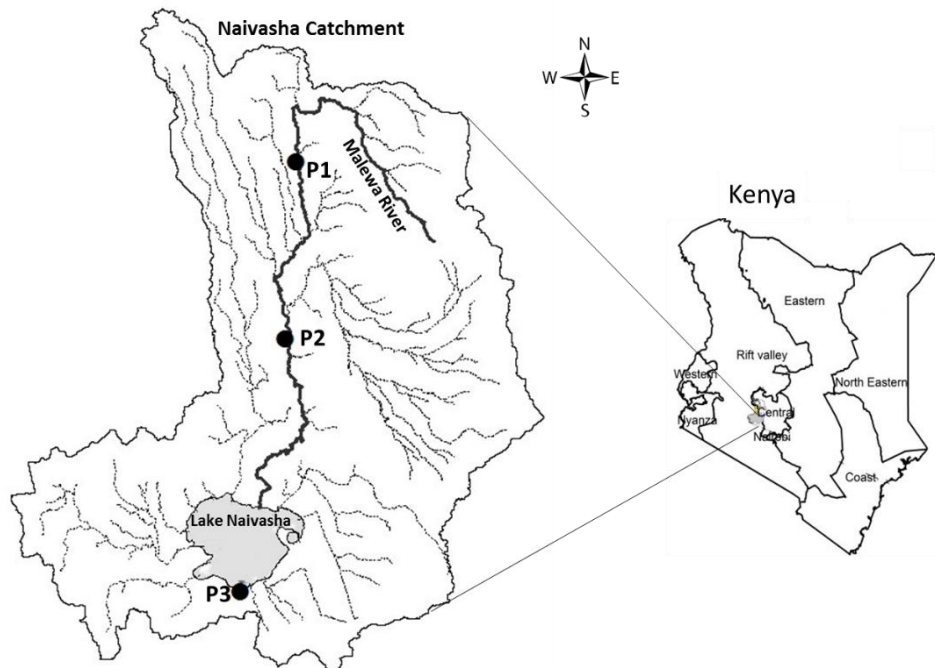 Naivasha Catchment
N
W
E
S
P1
Malewa River
P2
Lake Naivasha
P3
Kenya
Eastern
Rift valley
Western
North Eastern
Central
Nyanza
Nairobi
Coast